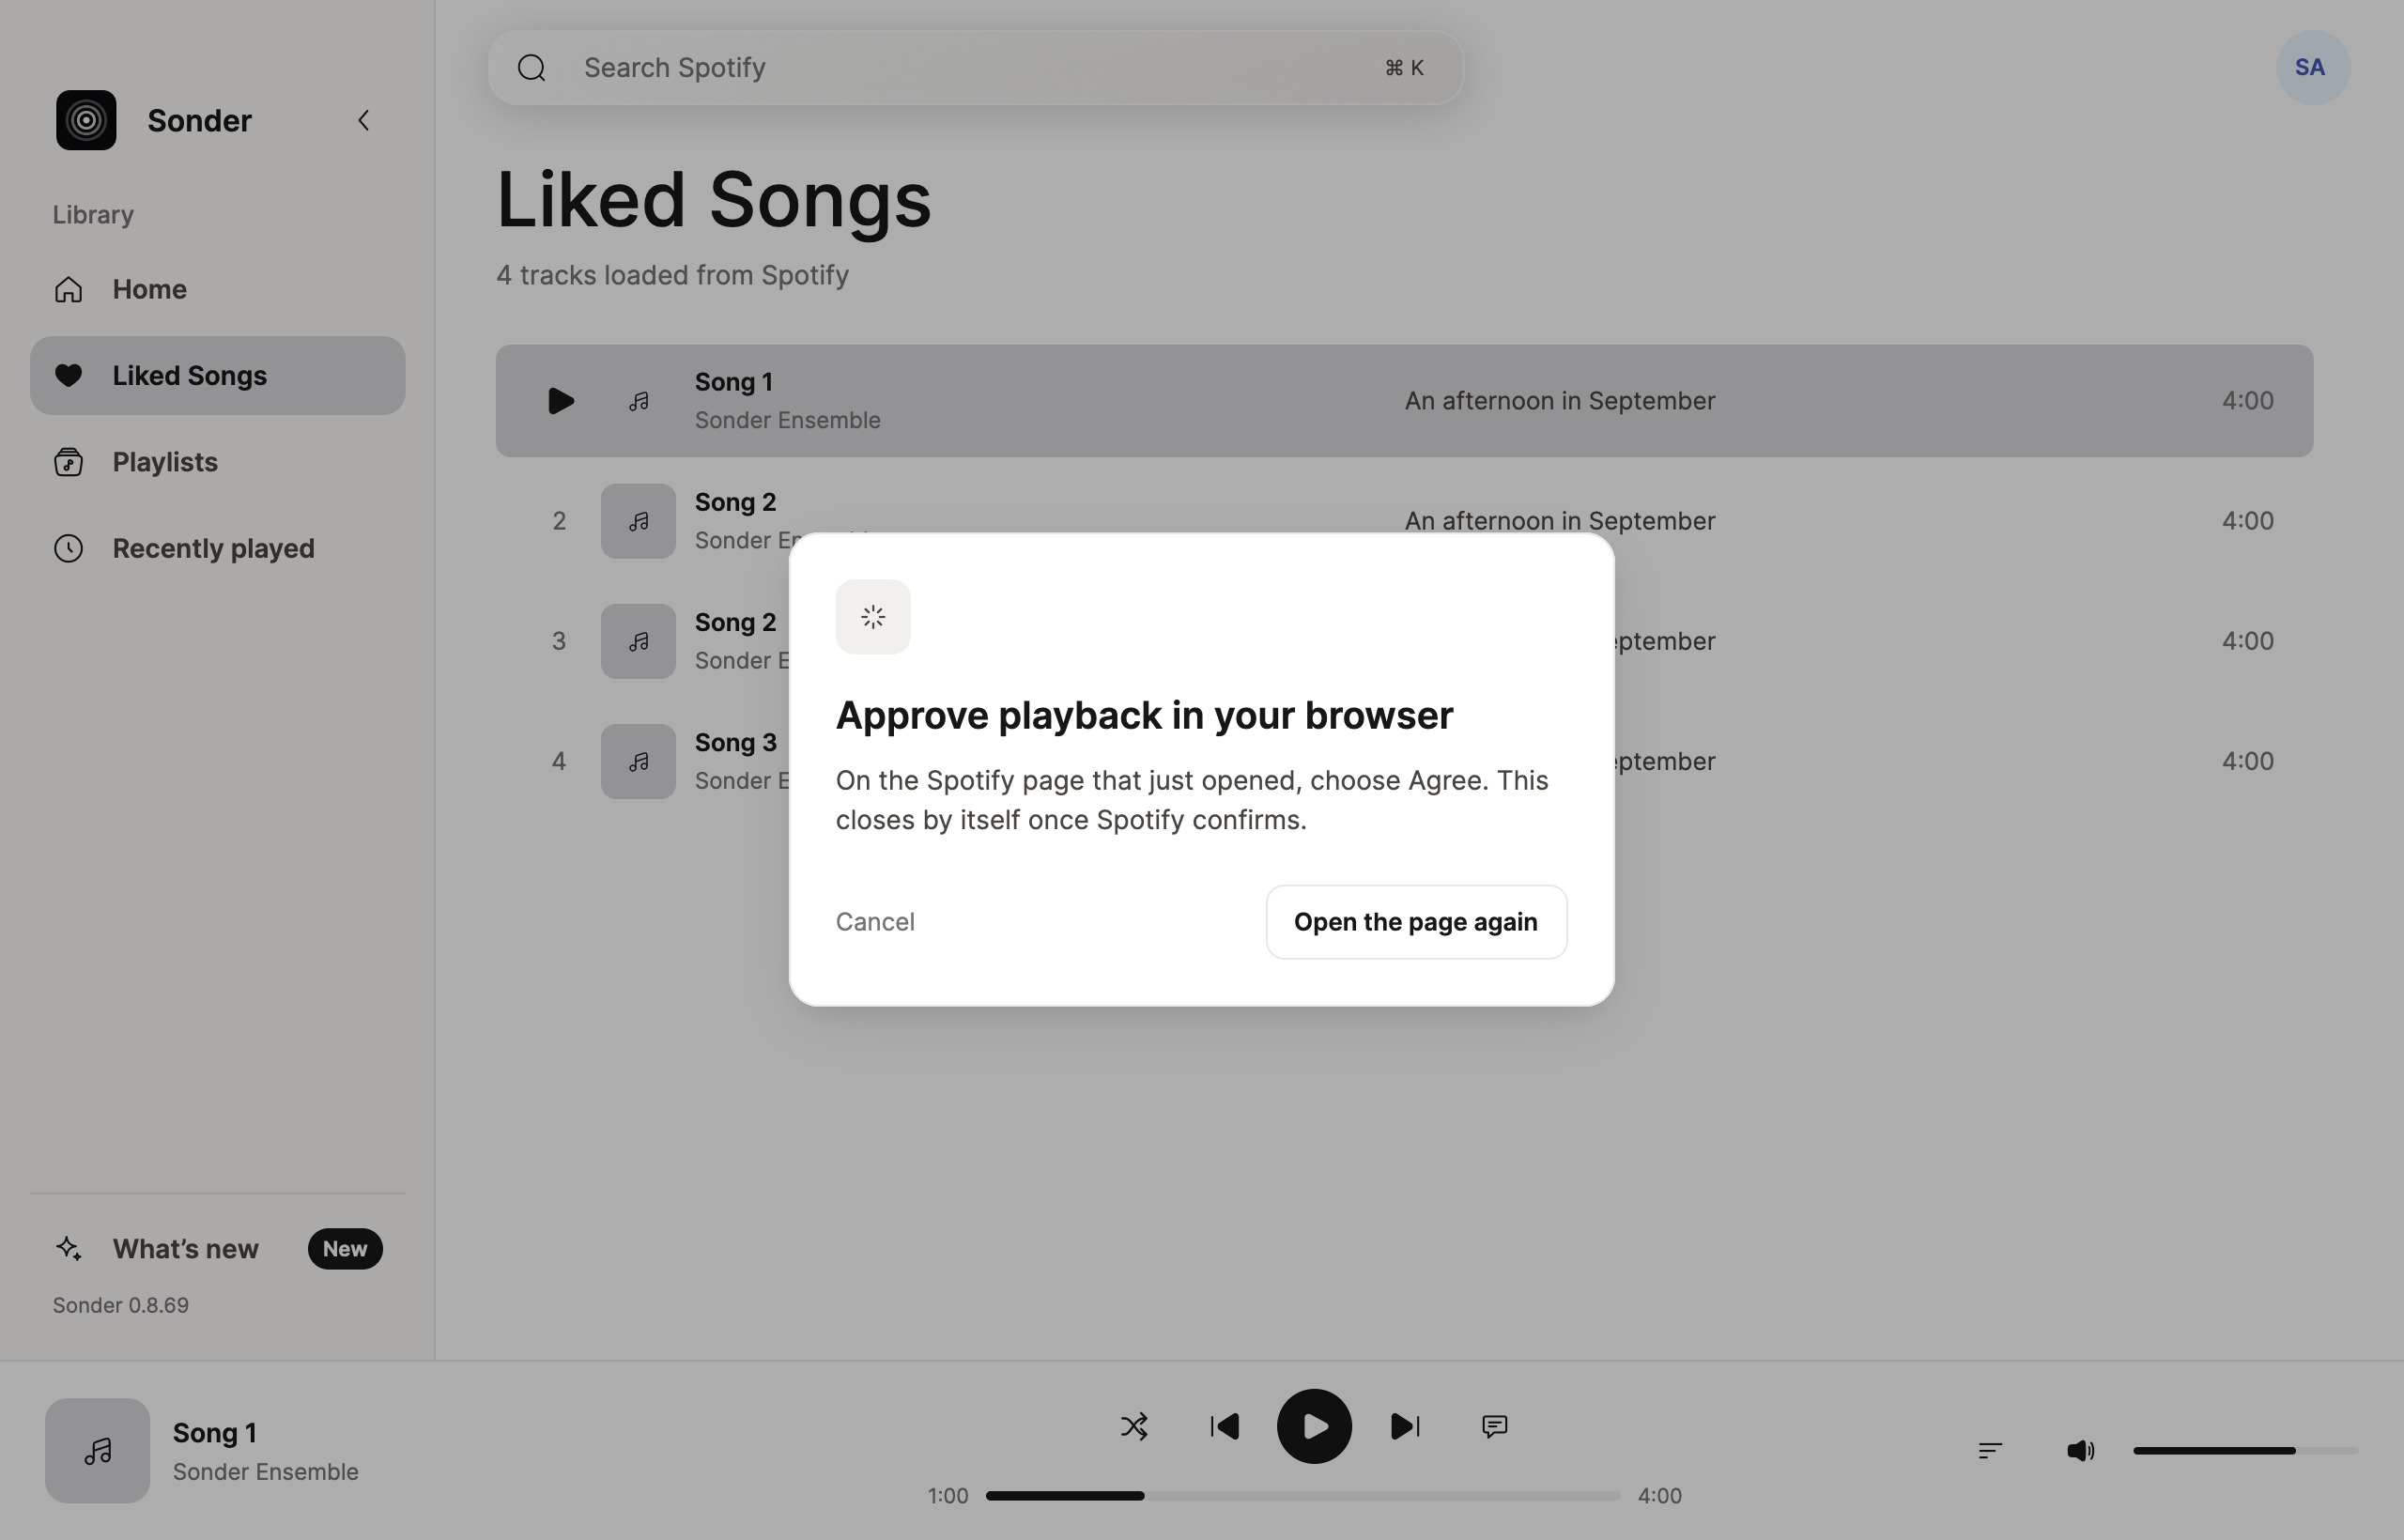 Search Spotify
⌘ K
SA
Sonder
Library
Home
Liked Songs
Playlists
Recently played
What’s new
New
Sonder 0.8.69
Liked Songs
4 tracks loaded from Spotify
Song 1
Sonder Ensemble
An afternoon in September
4:00
2
Song 2
Sonder
An afternoon in September
4:00
3
Song 2
Sonder
4:00
4
Song 3
Sonder
4:00
Approve playback in your browser
On the Spotify page that just opened, choose Agree. This
closes by itself once Spotify confirms.
Cancel
Open the page again
Song 1
Sonder Ensemble
1:00
4:00